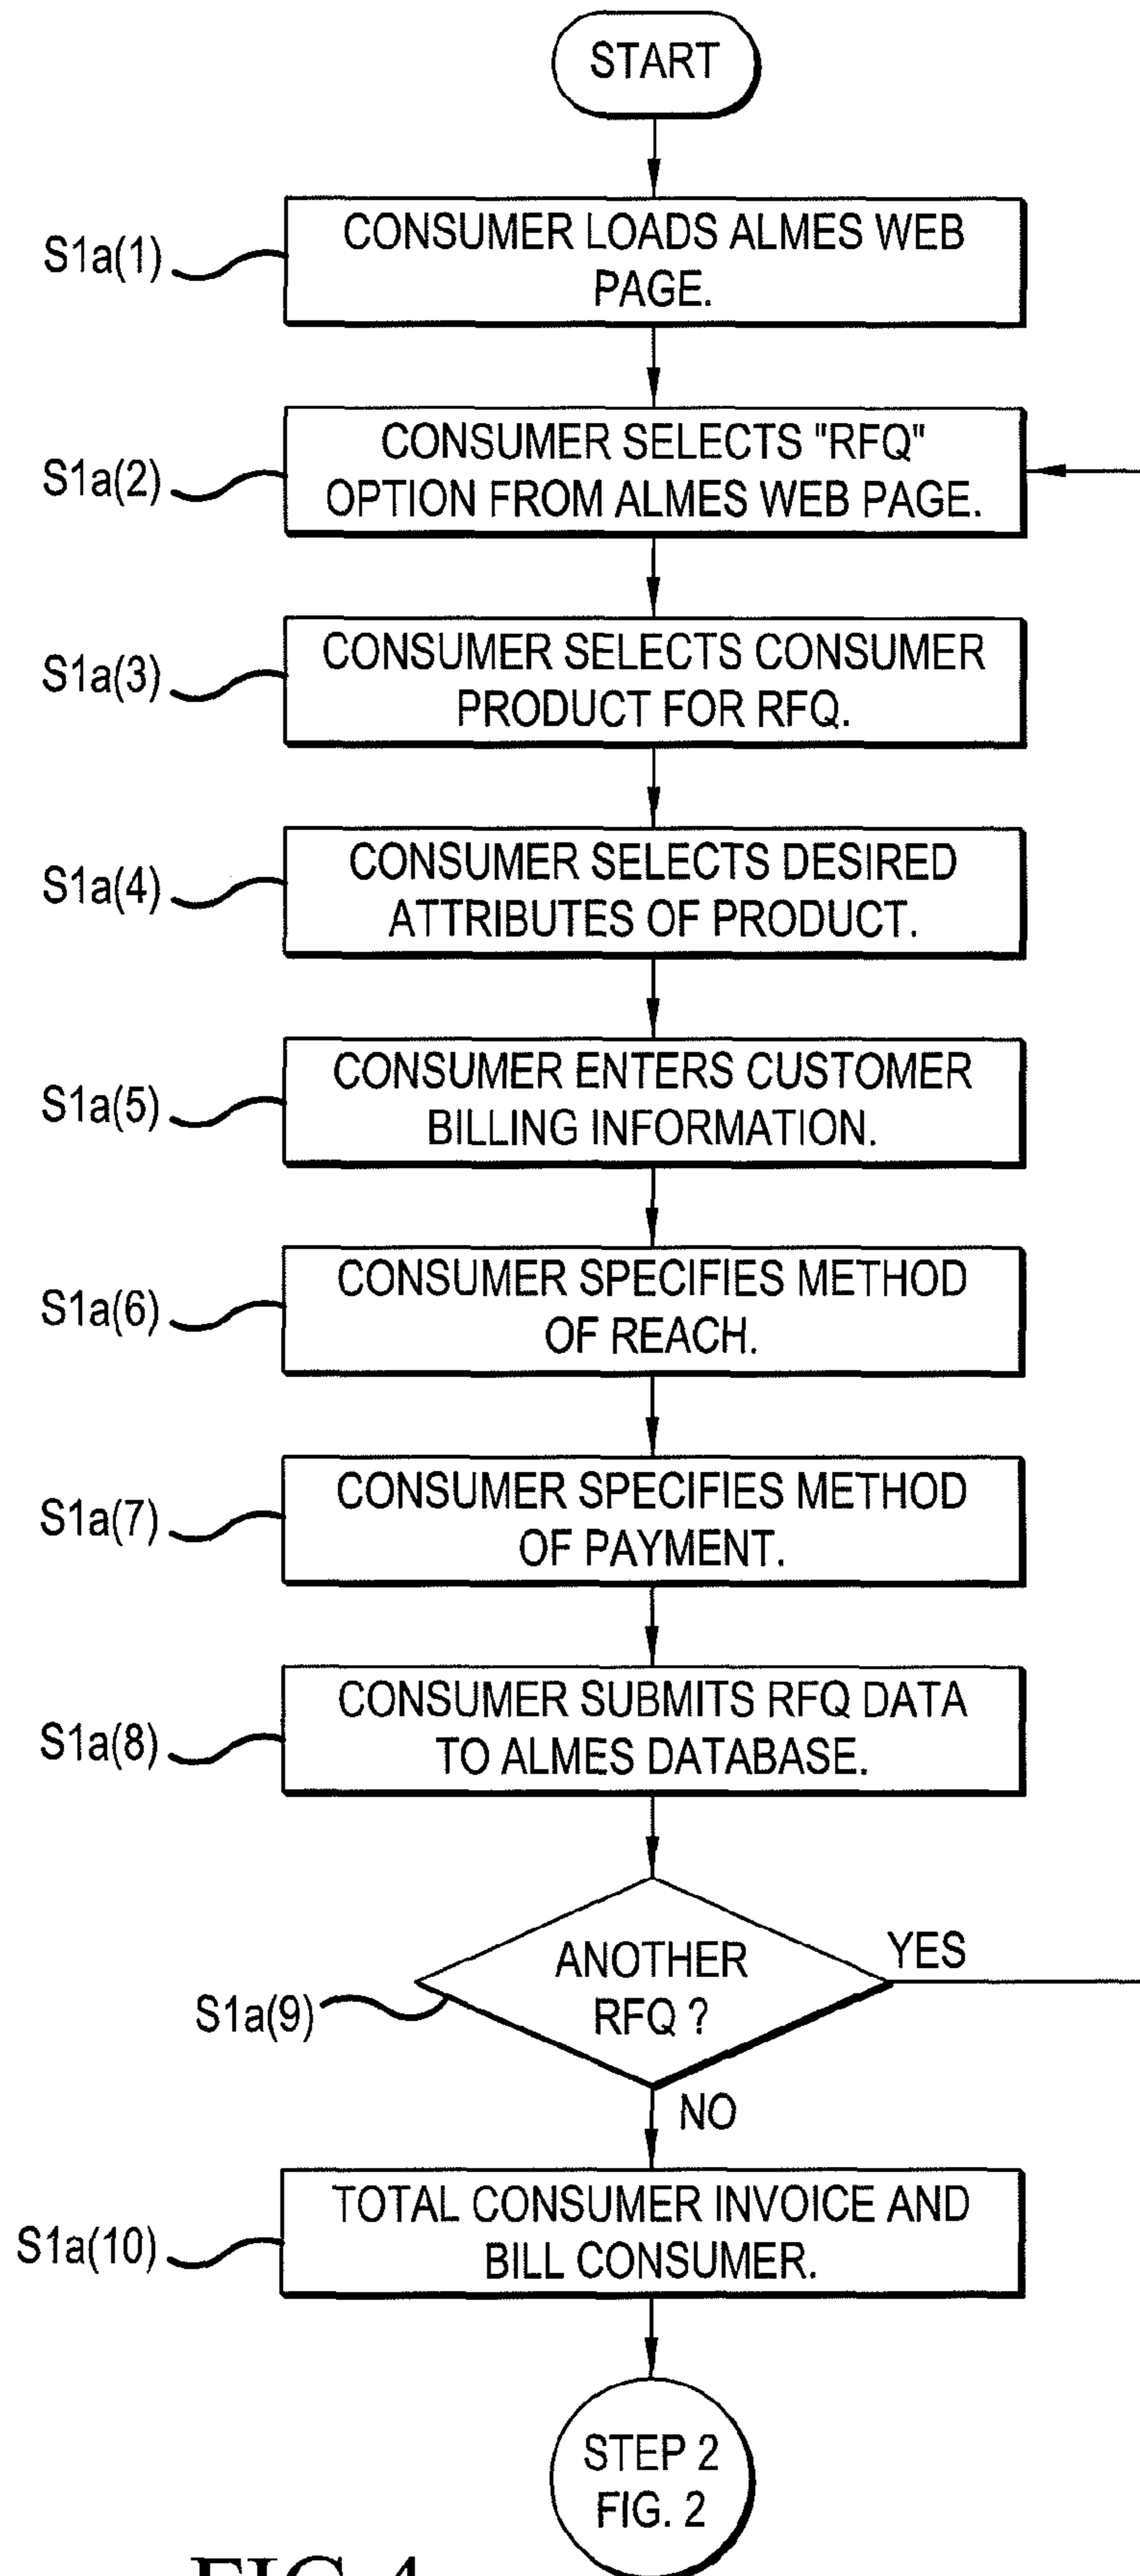 START
S1a(1)
CONSUMER LOADS ALMES WEB
PAGE.
S1a(2)
CONSUMER SELECTS "RFQ"
OPTION FROM ALMES WEB PAGE.
S1a(3)
CONSUMER SELECTS CONSUMER
PRODUCT FOR RFQ.
S1a(4)
CONSUMER SELECTS DESIRED
ATTRIBUTES OF PRODUCT.
S1a(5)
CONSUMER ENTERS CUSTOMER
BILLING INFORMATION.
S1a(6)
CONSUMER SPECIFIES METHOD
OF REACH.
S1a(7)
CONSUMER SPECIFIES METHOD
OF PAYMENT.
S1a(8)
CONSUMER SUBMITS RFQ DATA
TO ALMES DATABASE.
S1a(9)
ANOTHER
RFQ ?
YES
NO
S1a(10)
TOTAL CONSUMER INVOICE AND
BILL CONSUMER.
STEP 2
FIG. 2